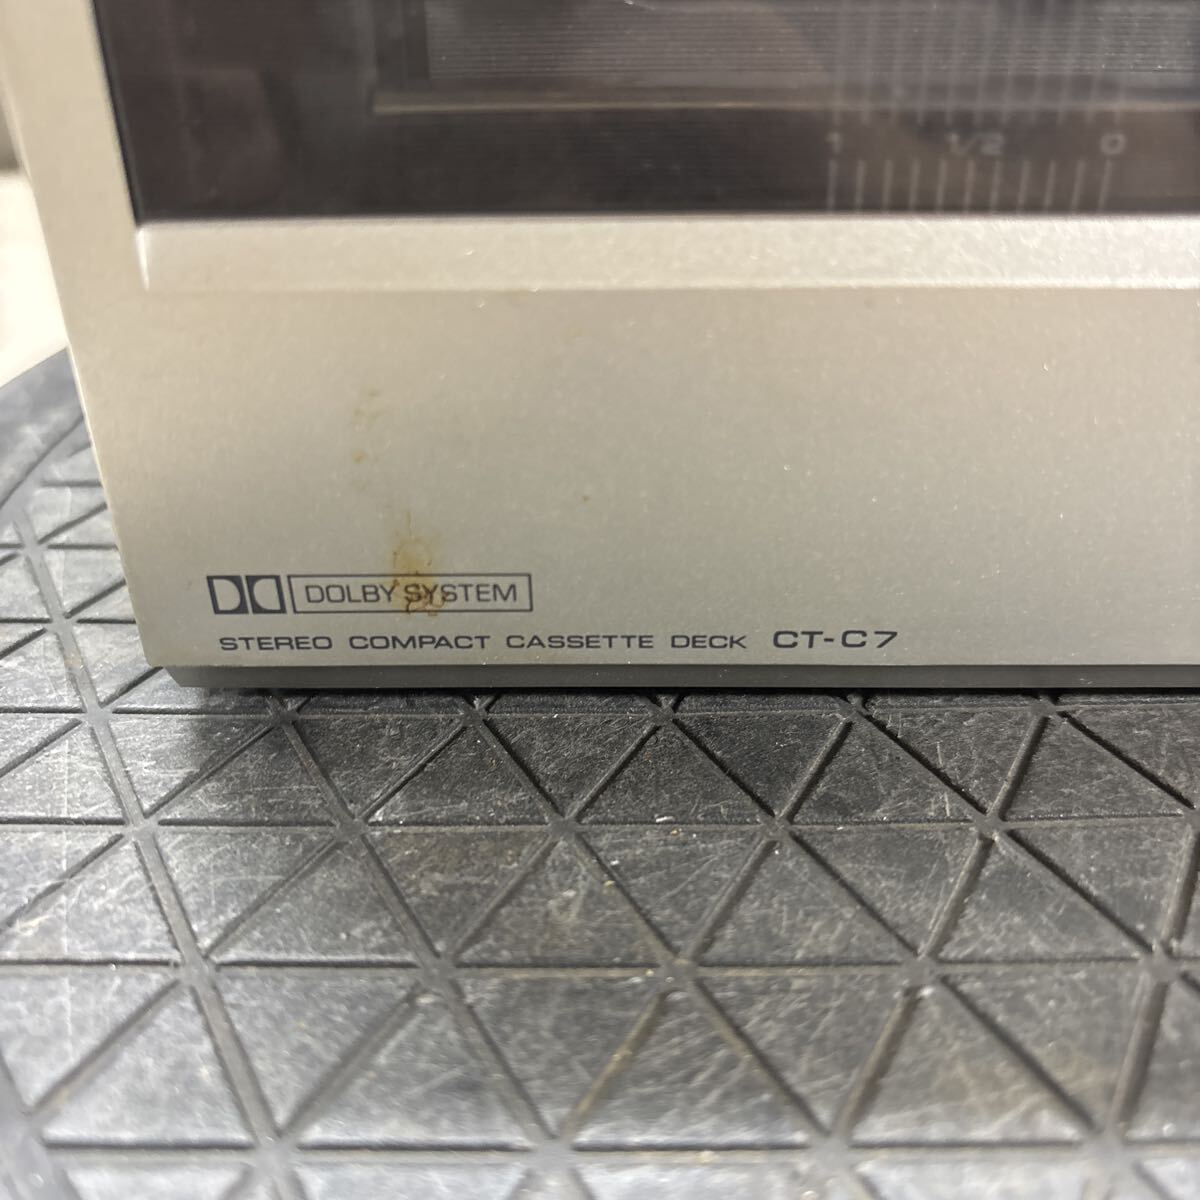 1 1/2 0
DOLBY SYSTEM
STEREO COMPACT CASSETTE DECK CT-C7